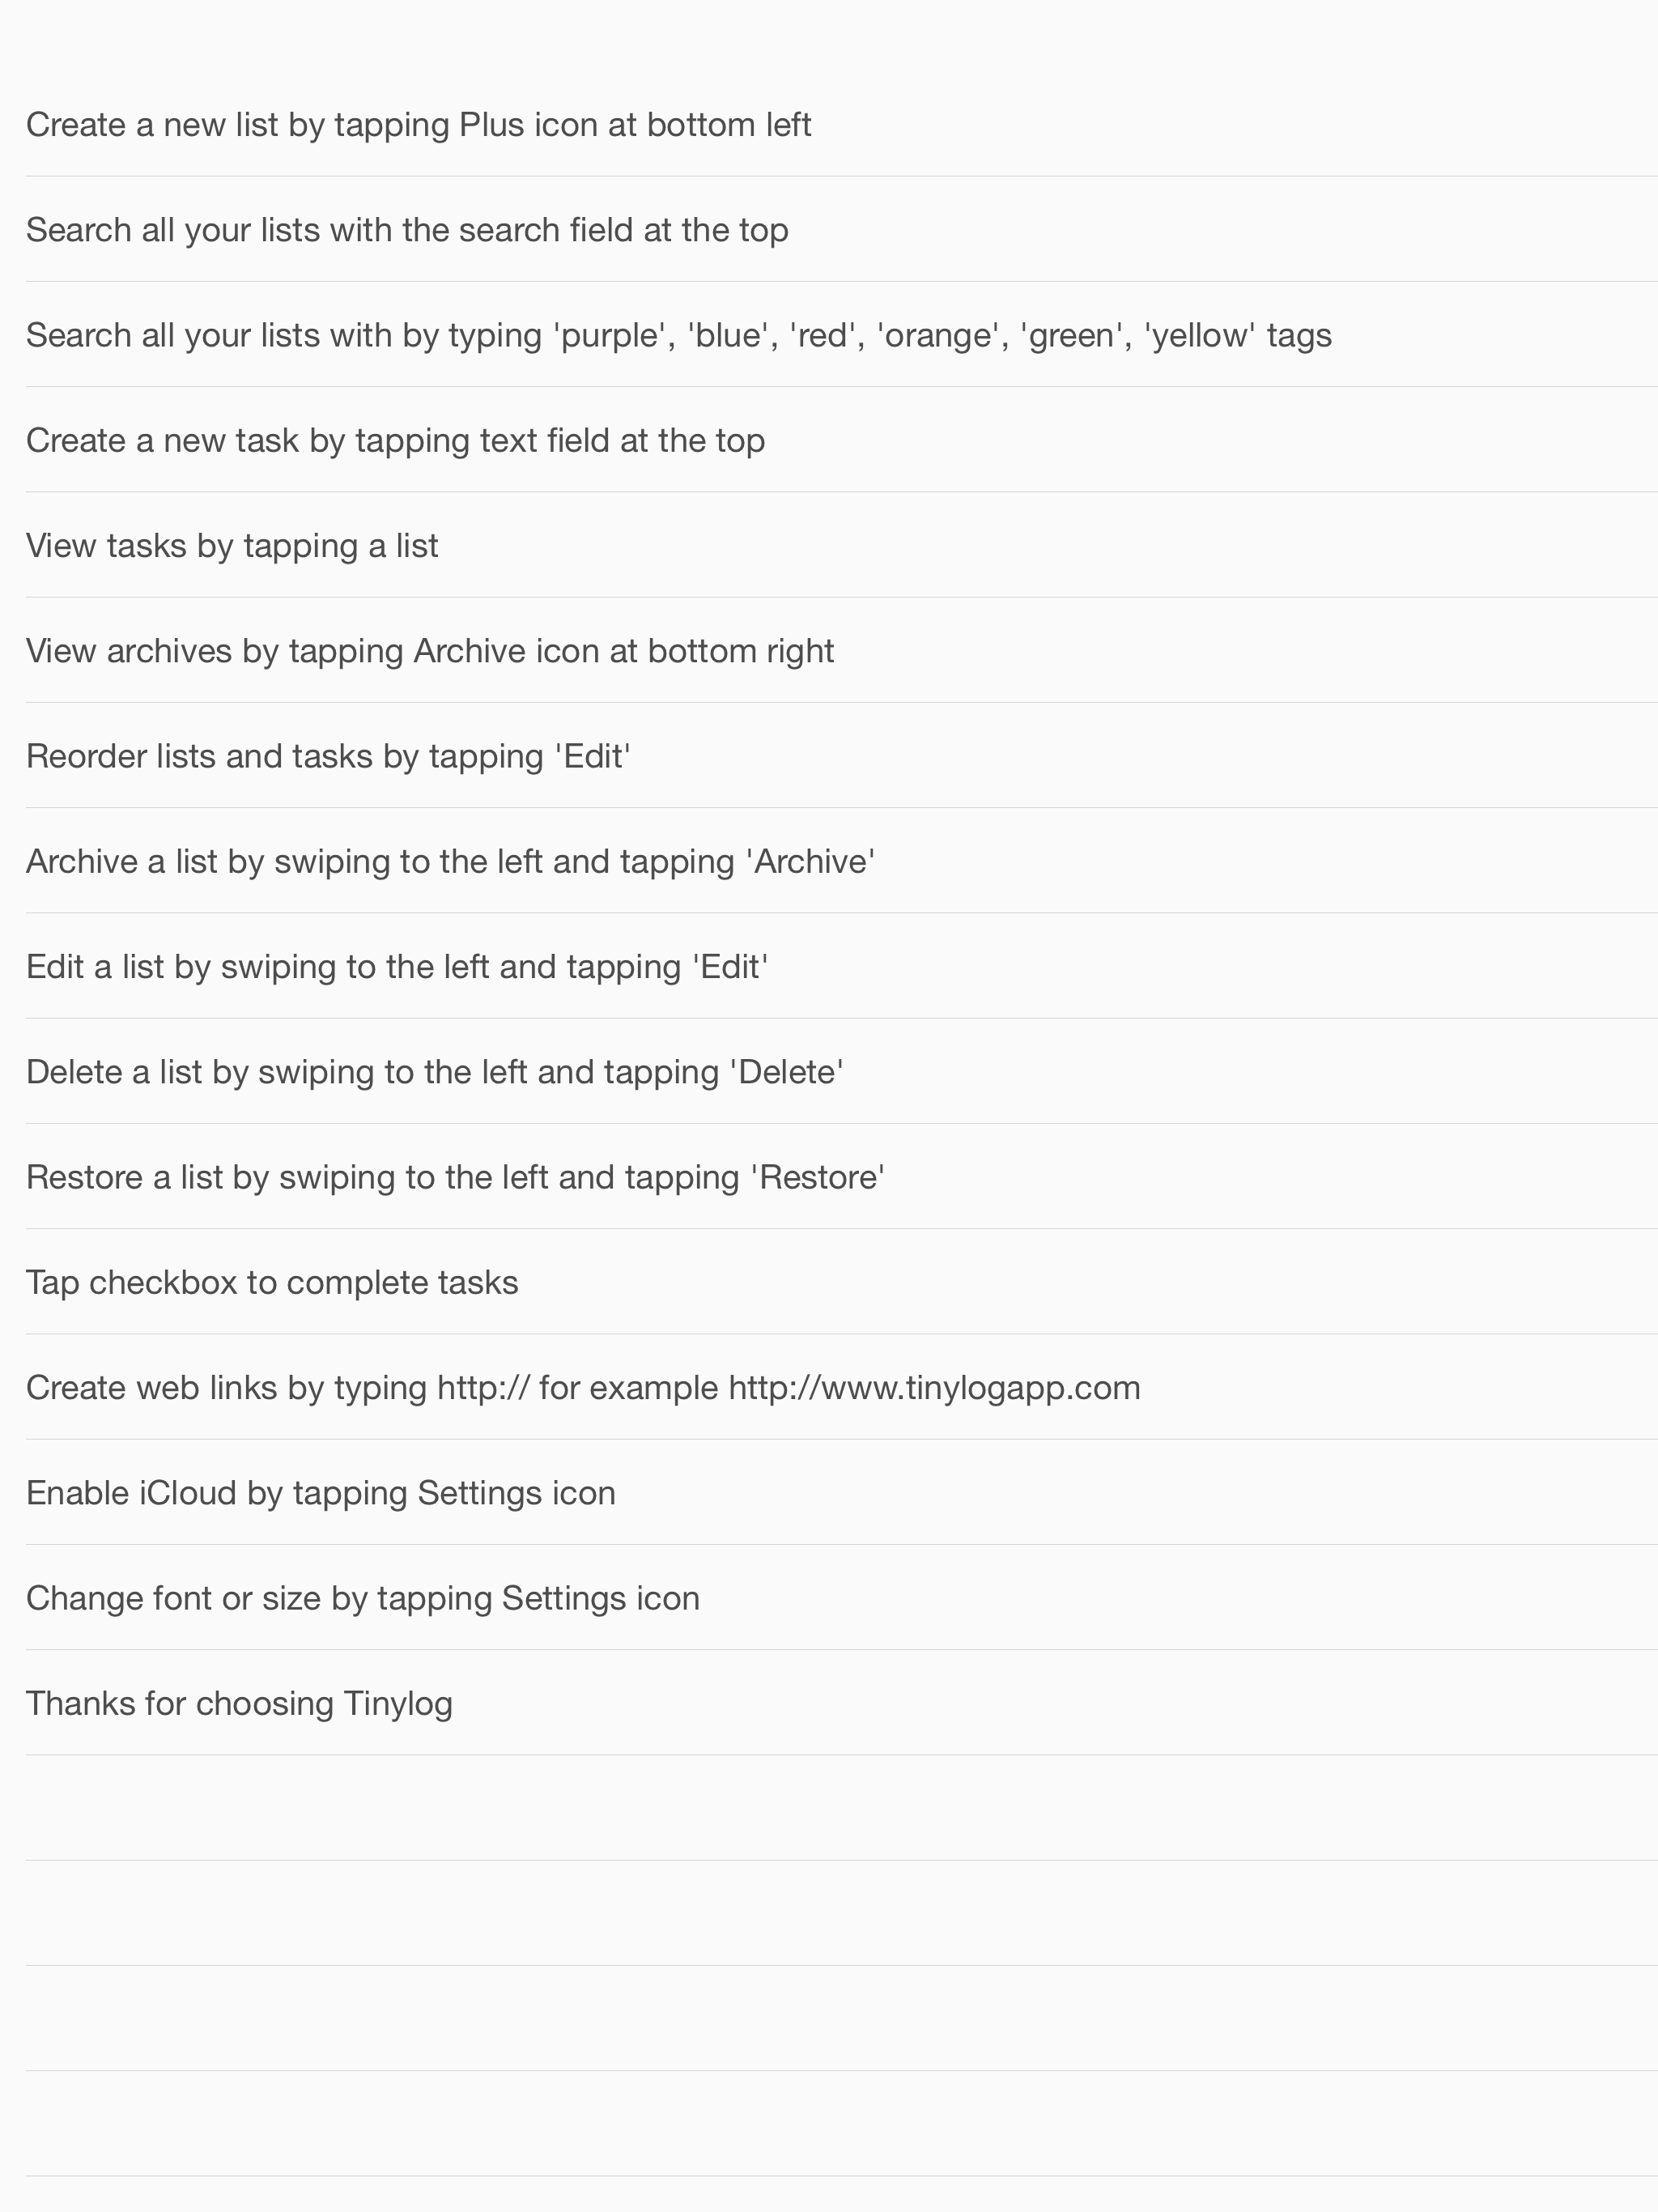 Create a new list by tapping Plus icon at bottom left
Search all your lists with the search field at the top
Search all your lists with by typing 'purple', 'blue', 'red', 'orange', 'green', 'yellow' tags
Create a new task by tapping text field at the top
View tasks by tapping a list
View archives by tapping Archive icon at bottom right
Reorder lists and tasks by tapping 'Edit'
Archive a list by swiping to the left and tapping 'Archive'
Edit a list by swiping to the left and tapping 'Edit'
Delete a list by swiping to the left and tapping 'Delete'
Restore a list by swiping to the left and tapping 'Restore'
Tap checkbox to complete tasks
Create web links by typing http:// for example http://www.tinylogapp.com
Enable iCloud by tapping Settings icon
Change font or size by tapping Settings icon
Thanks for choosing Tinylog